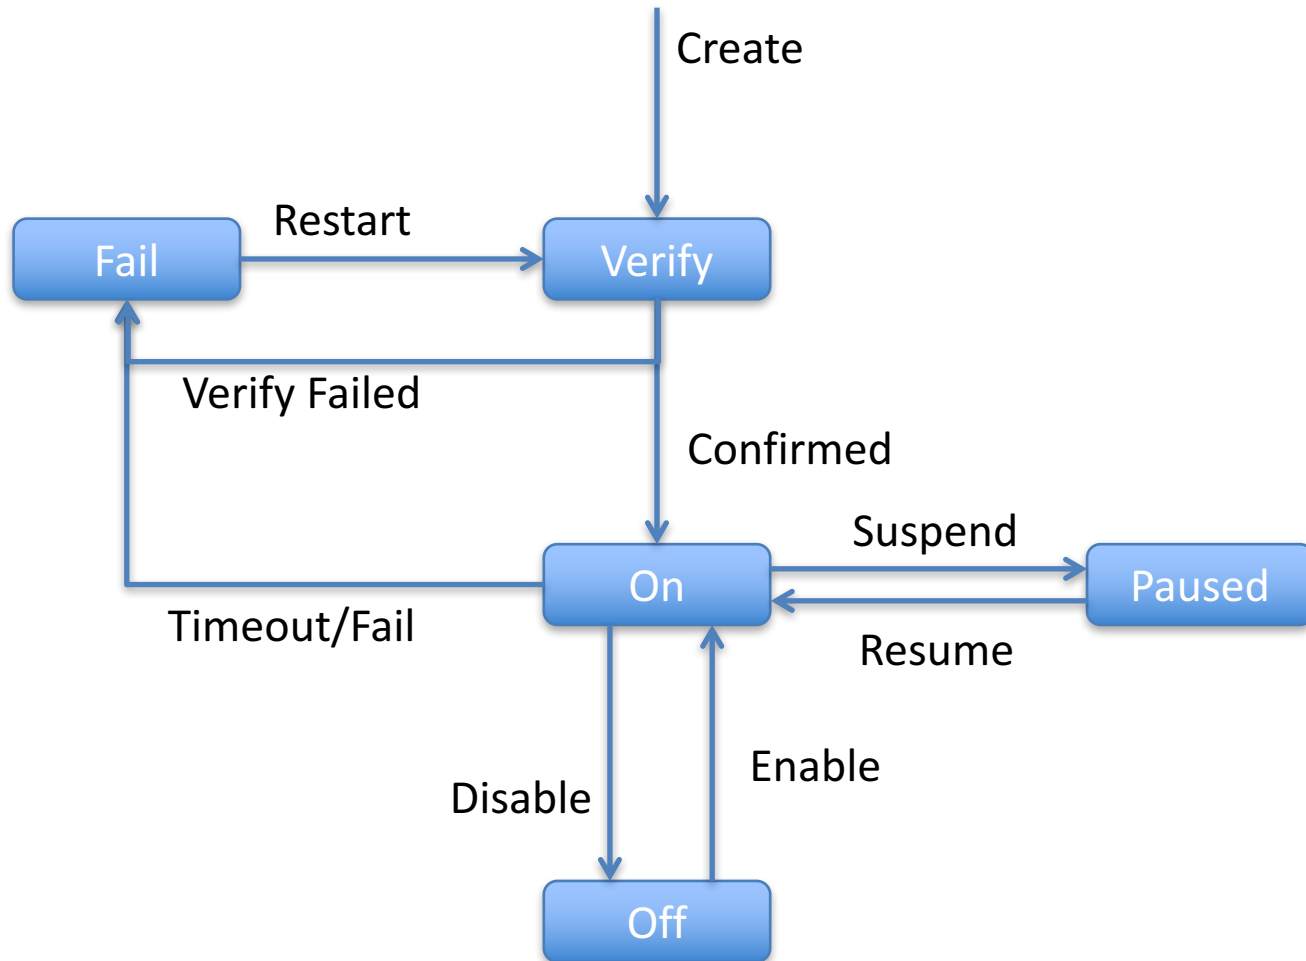 Create
Restart
Fail
Verify
Verify Failed
Confirmed
Suspend
On
Paused
Timeout/Fail
Resume
Enable
Disable
Off